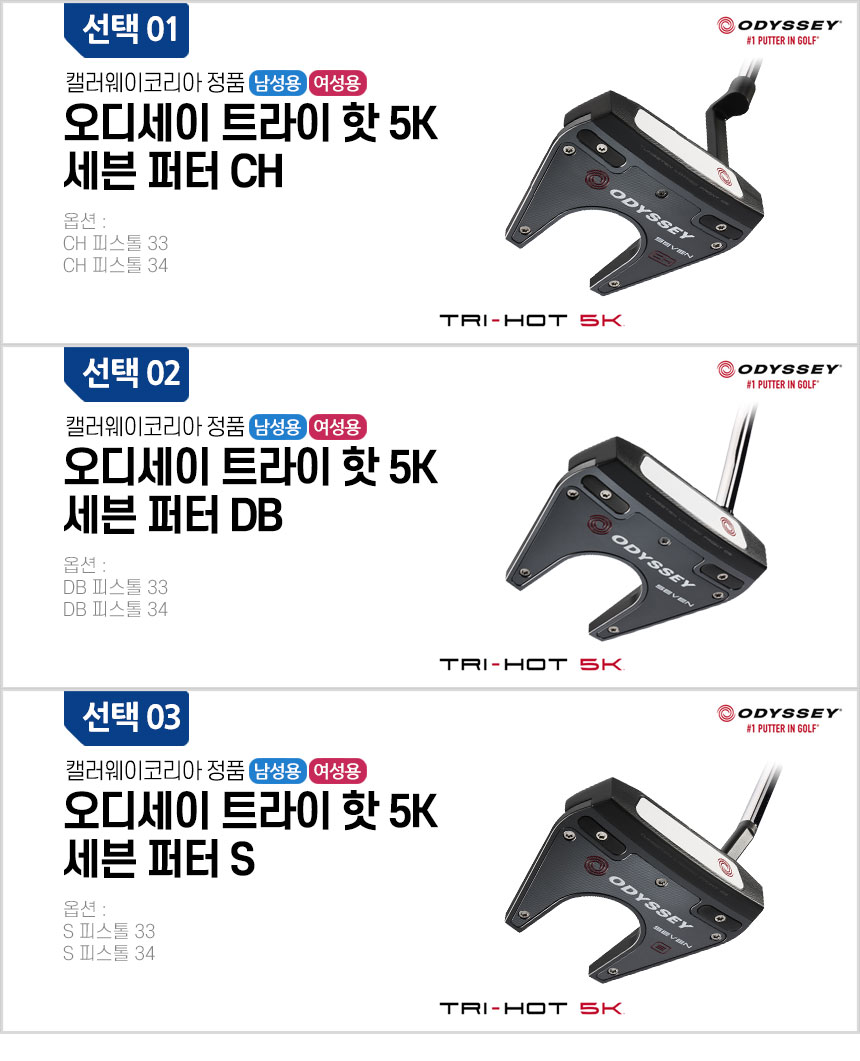 선택 01
ODYSSEY
#1 PUTTER IN GOLF
캘러웨이코리아 정품 남성용 여성용
오디세이 트라이 핫 5K
세븐 퍼터 CH
옵션 :
CH 피스톨 33
CH 피스톨 34
ODYSSEY
SEVEN
TRI-HOT 5K
선택 02
ODYSSEY
#1 PUTTER IN GOLF
캘러웨이코리아 정품 남성용 여성용
오디세이 트라이 핫 5K
세븐 퍼터 DB
옵션 :
DB 피스톨 33
DB 피스톨 34
ODYSSEY
SEVEN
TRI-HOT 5K
선택 03
ODYSSEY
#1 PUTTER IN GOLF
캘러웨이코리아 정품 남성용 여성용
오디세이 트라이 핫 5K
세븐 퍼터 S
옵션 :
S 피스톨 33
S 피스톨 34
ODYSSEY
SEVEN
S
TRI-HOT 5K